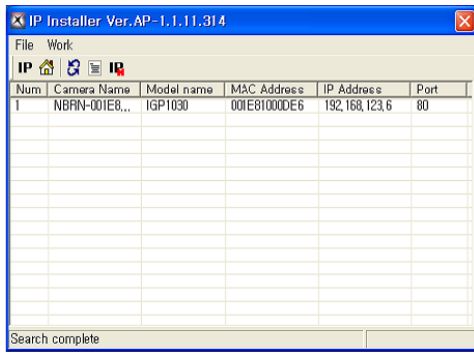 IP Installer Ver.AP-1.1.11.314
File Work
IP
Num Camera Name Model name MAC Address IP Address Port
1 NBRN-001E8... IGP1030 001E81000DE6 192,168,123,6 80
Search complete